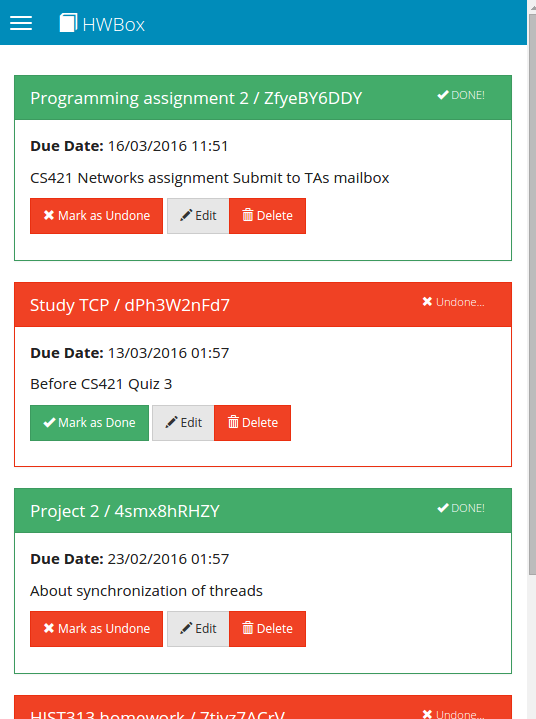 HWBox
Programming assignment 2 / ZfyeBY6DDY
DONE!
Due Date: 16/03/2016 11:51
CS421 Networks assignment Submit to TAs mailbox
Mark as Undone Edit Delete
Study TCP / dPh3W2nFd7
Undone...
Due Date: 13/03/2016 01:57
Before CS421 Quiz 3
Mark as Done Edit Delete
Project 2 / 4smx8hRHZY
DONE!
Due Date: 23/02/2016 01:57
About synchronization of threads
Mark as Undone Edit Delete
HIST313 homework /
Undone...